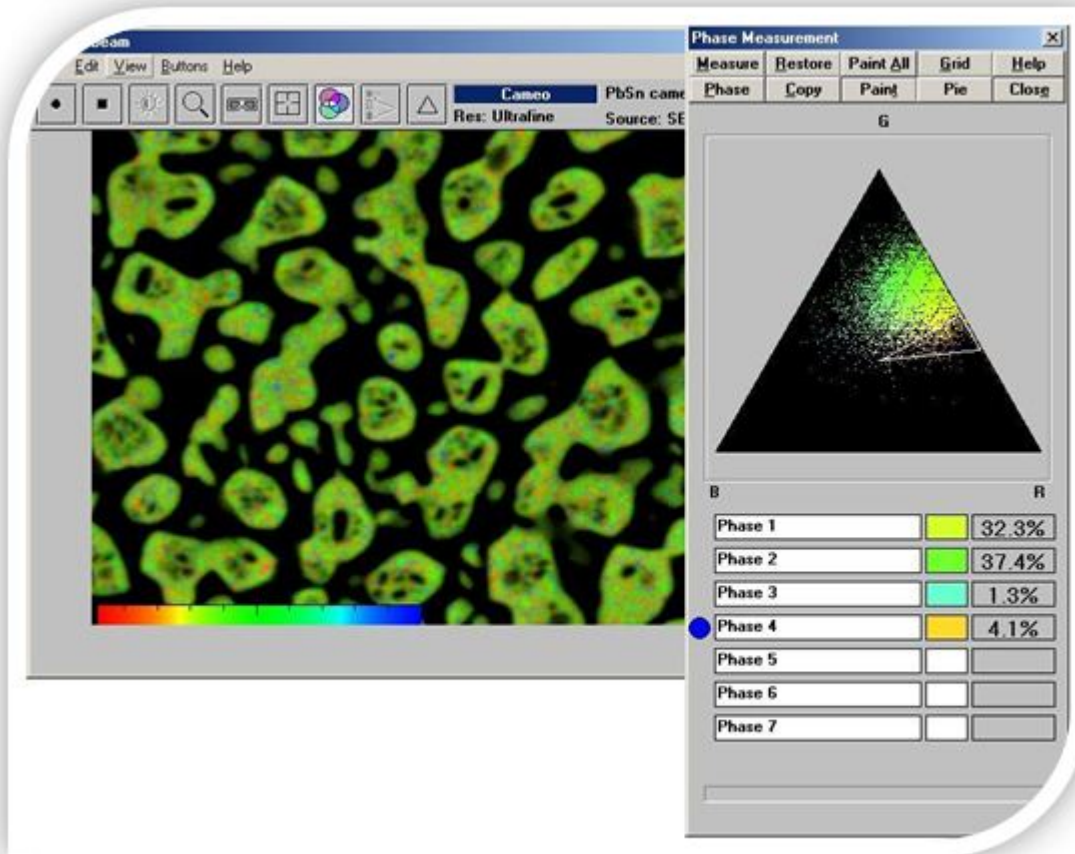 eam
Edit View Buttons Help
Cameo
Res: Ultrafine
PbSn came
Source: SE
Phase Measurement
Measure Restore Paint All Grid Help
Phase Copy Paint Pie Close
G
B R
Phase 1 32.3%
Phase 2 37.4%
Phase 3 1.3%
Phase 4 4.1%
Phase 5
Phase 6
Phase 7